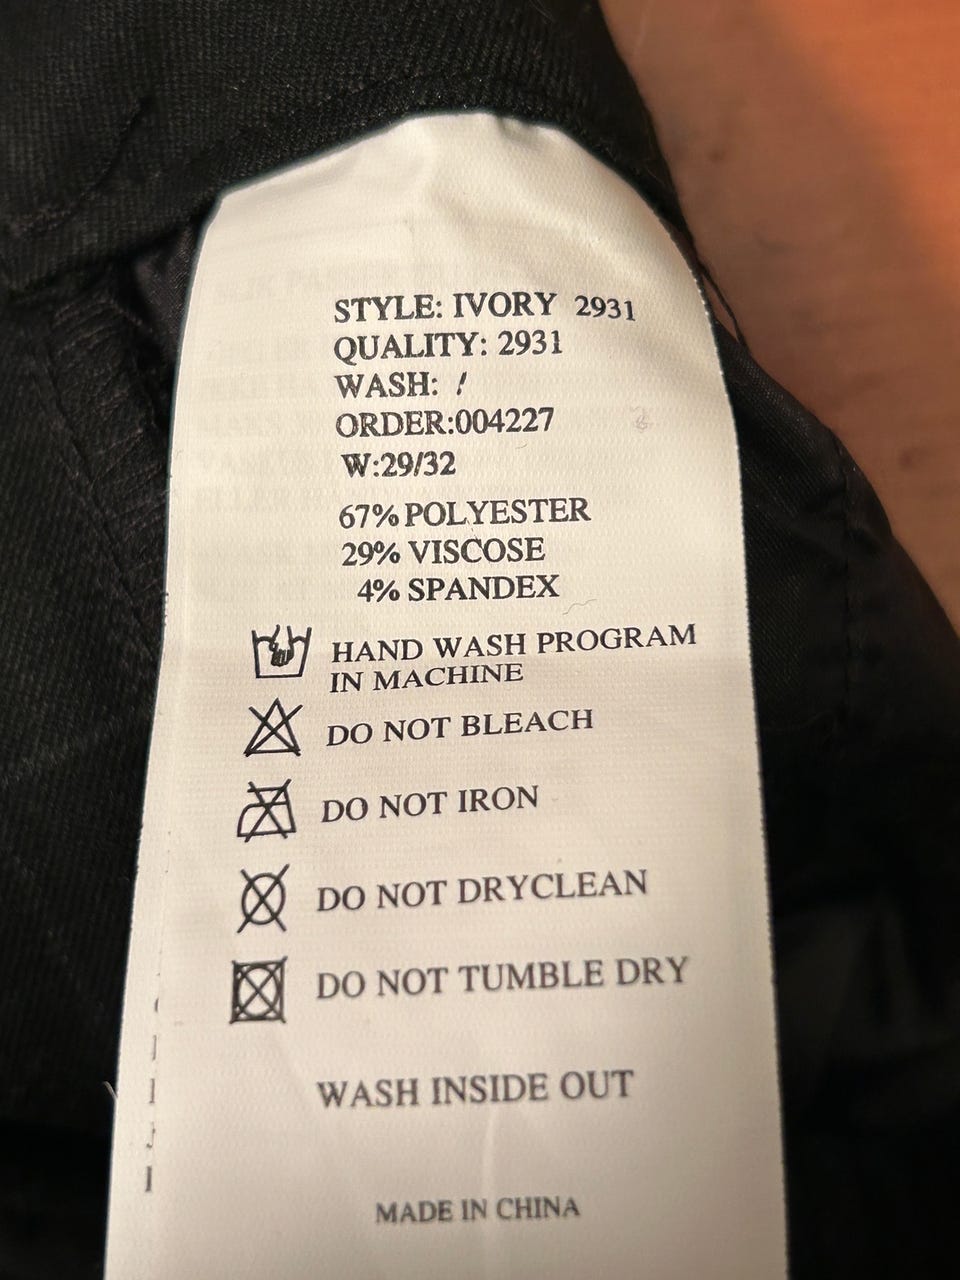 STYLE: IVORY 2931
QUALITY: 2931
WASH: /
ORDER:004227
W:29/32
67% POLYESTER
29% VISCOSE
4% SPANDEX
HAND WASH PROGRAM
IN MACHINE
DO NOT BLEACH
DO NOT IRON
DO NOT DRYCLEAN
DO NOT TUMBLE DRY
WASH INSIDE OUT
MADE IN CHINA